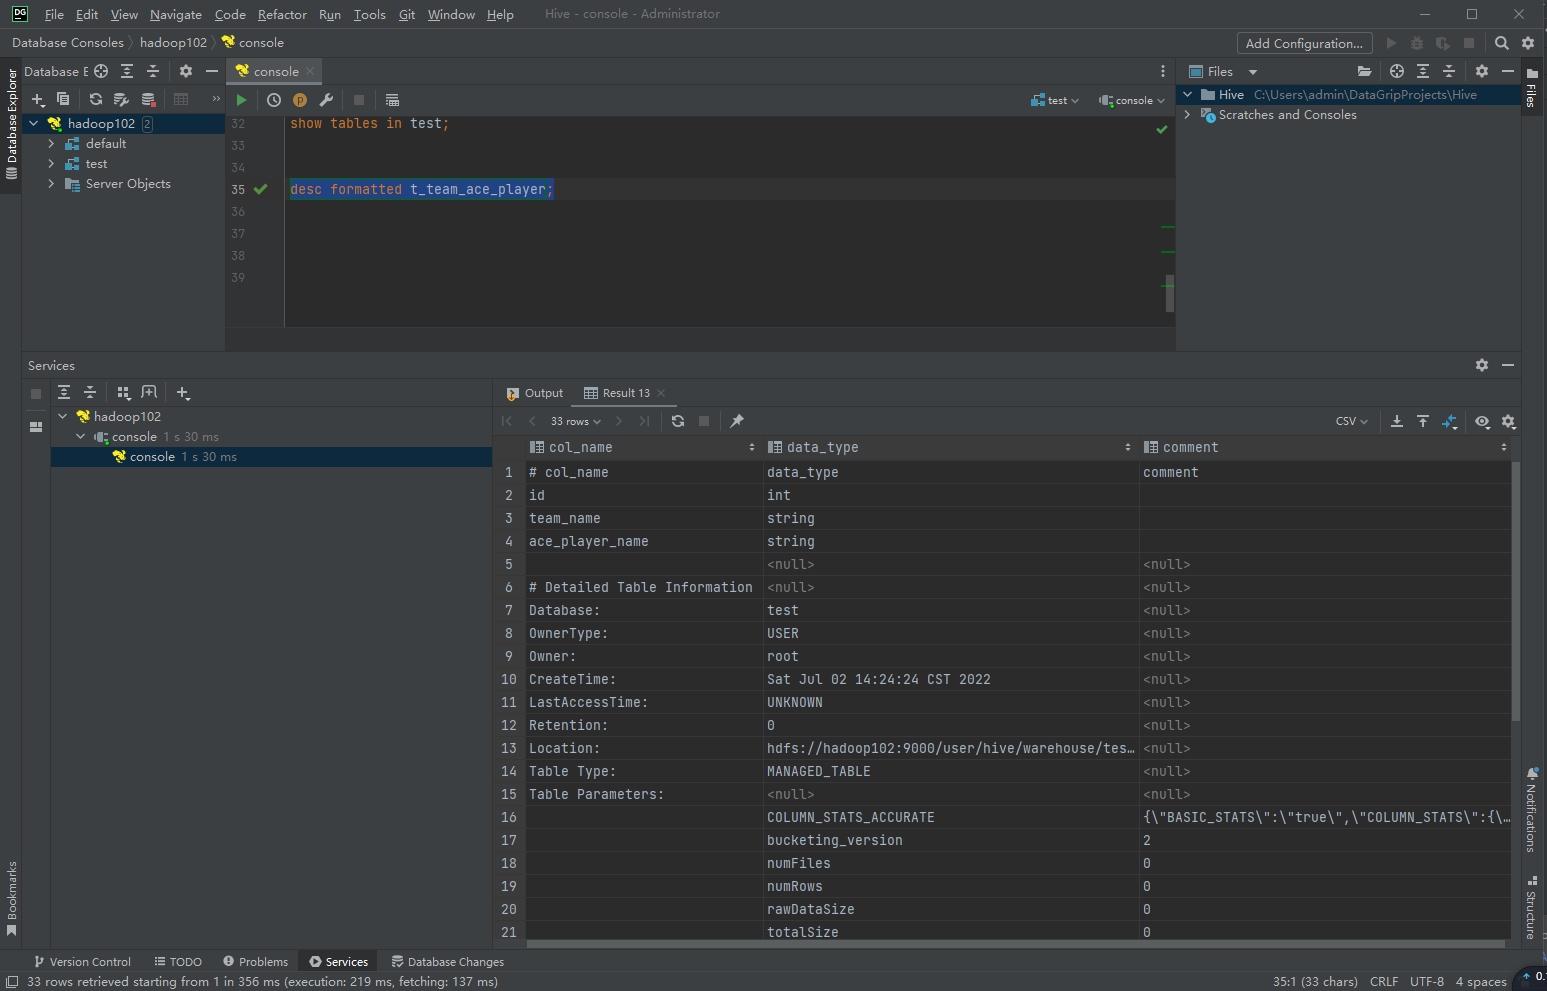 DG File Edit View Navigate Code Refactor Run Tools Git Window Help Hive - console - Administrator
Database Consoles hadoop102 console Add Configuration...
Database E console Files
test console Hive C:\Users\admin\DataGripProjects\Hive
hadoop102 2 Scratches and Consoles
default
test
Server Objects
32 show tables in test;
33
34
35 desc formatted t_team_ace_player;
36
37
38
39
Database Explorer
Files
Services
hadoop102
console 1 s 30 ms
console 1 s 30 ms
Output Result 13
33 rows CSV
col_name data_type comment
1 # col_name data_type comment
2 id int
3 team_name string
4 ace_player_name string
5 <null> <null>
6 # Detailed Table Information <null> <null>
7 Database: test <null>
8 OwnerType: USER <null>
9 Owner: root <null>
10 CreateTime: Sat Jul 02 14:24:24 CST 2022 <null>
11 LastAccessTime: UNKNOWN <null>
12 Retention: 0 <null>
13 Location: hdfs://hadoop102:9000/user/hive/warehouse/tes… <null>
14 Table Type: MANAGED_TABLE <null>
15 Table Parameters: <null> <null>
16 COLUMN_STATS_ACCURATE {\"BASIC_STATS\":\"true\",\"COLUMN_STATS\":{\…
17 bucketing_version 2
18 numFiles 0
19 numRows 0
20 rawDataSize 0
21 totalSize 0
Bookmarks
Notifications
Structure
Version Control TODO Problems Services Database Changes
33 rows retrieved starting from 1 in 356 ms (execution: 219 ms, fetching: 137 ms) 35:1 (33 chars) CRLF UTF-8 4 spaces